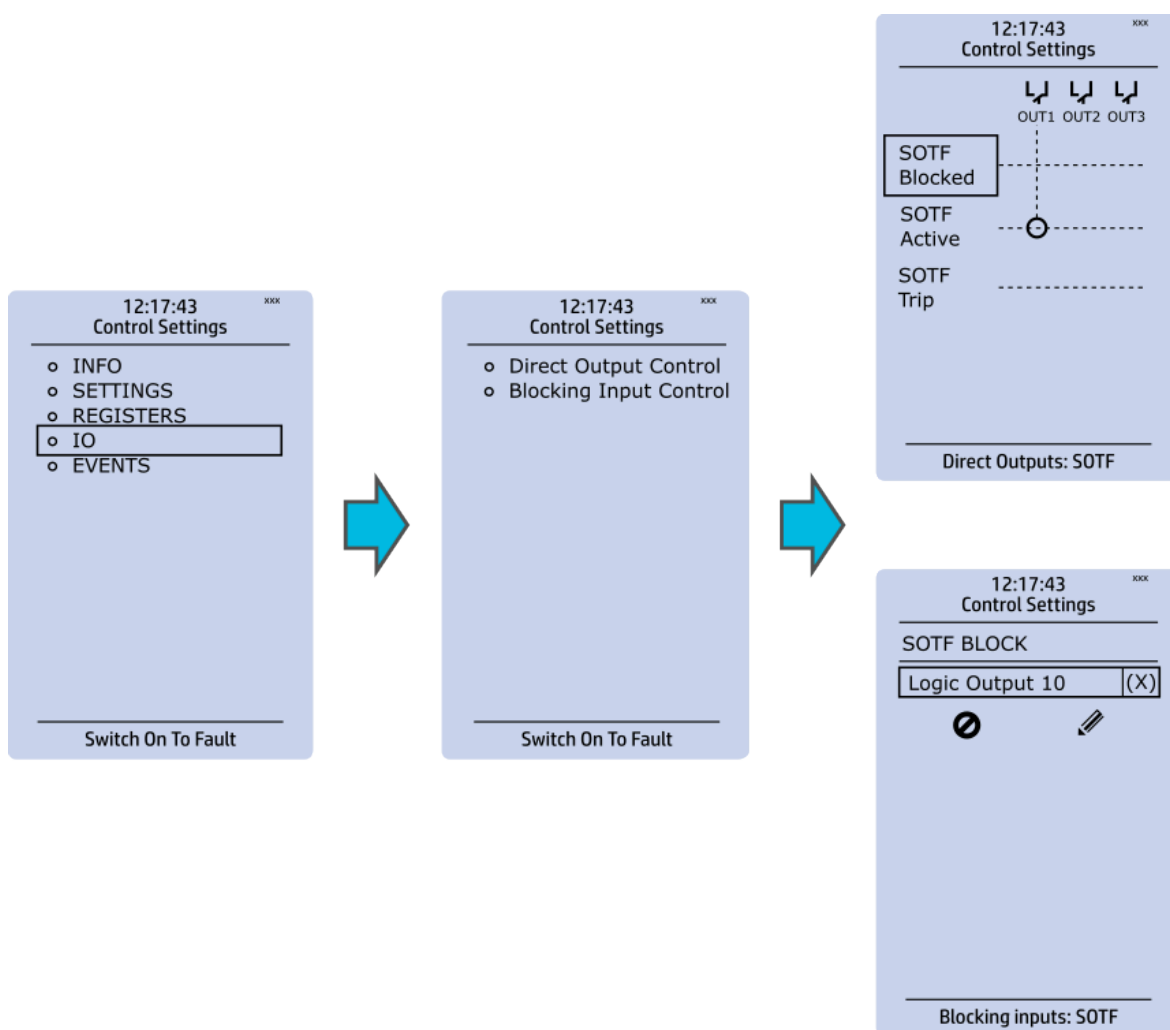 12:17:43 xxx
Control Settings
INFO
SETTINGS
REGISTERS
IO
EVENTS
Switch On To Fault
12:17:43 xxx
Control Settings
Direct Output Control
Blocking Input Control
Switch On To Fault
12:17:43 xxx
Control Settings
OUT1 OUT2 OUT3
SOTF
Blocked
SOTF
Active
SOTF
Trip
Direct Outputs: SOTF
12:17:43 xxx
Control Settings
SOTF BLOCK
Logic Output 10 (X)
Blocking inputs: SOTF